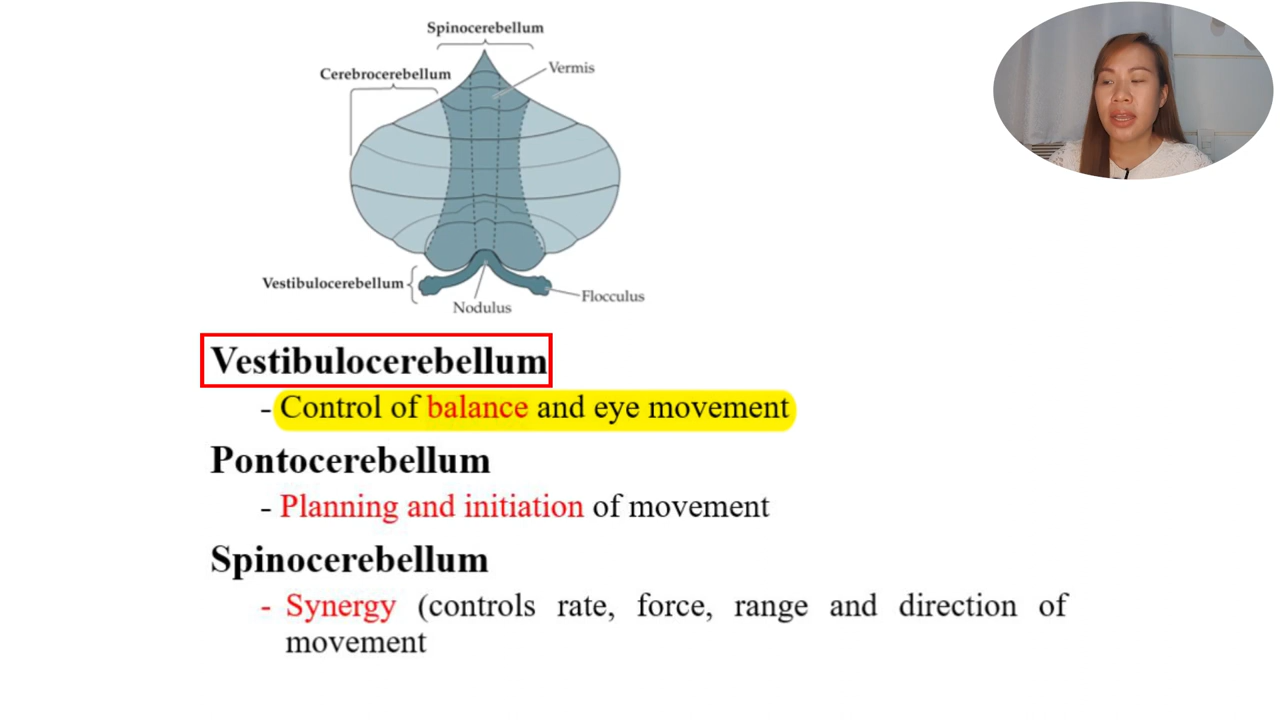 Spinocerebellum
Vermis
Cerebrocerebellum
Vestibulocerebellum
Flocculus
Nodulus
Vestibulocerebellum
- Control of balance and eye movement
Pontocerebellum
- Planning and initiation of movement
Spinocerebellum
- Synergy (controls rate, force, range and direction of
movement